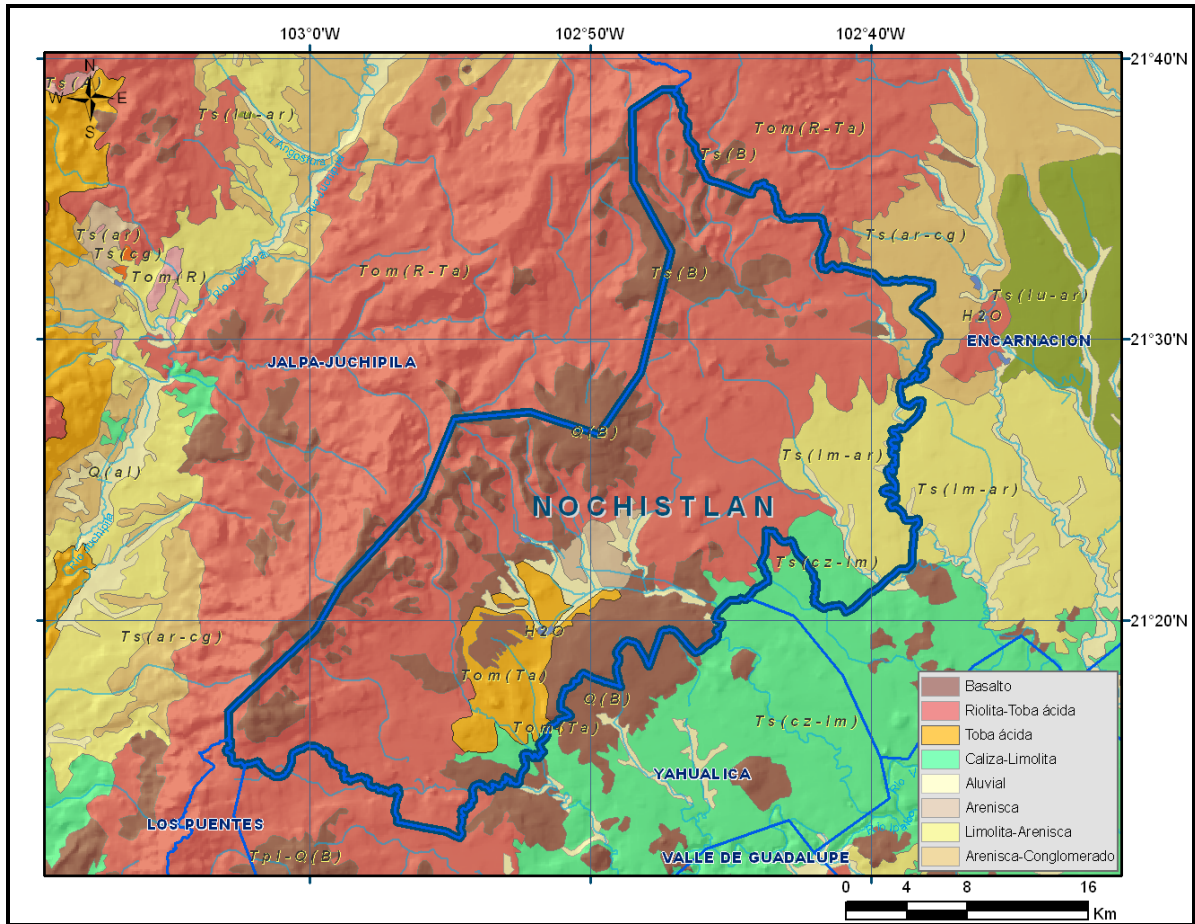 103°0'W
102°50'W
102°40'W
21°40'N
N
W
E
S
Ts(A)
Ts(lu-ar)
Tom(R-Ta)
Ts(B)
Ts(ar)
Ts(cg)
Tom(R)
Tom(R-Ta)
Ts(B)
Ts(ar-cg)
Ts(lu-ar)
H2O
21°30'N
ENCARNACION
JALPA-JUCHIPILA
Q(B)
Q(al)
Ts(lm-ar)
Ts(lm-ar)
NOCHISTLAN
Ts(cz-lm)
Ts(ar-cg)
H2O
21°20'N
Tom(Ta)
Q(B)
Tom(Ta)
Ts(cz-lm)
YAHUALICA
LOS PUENTES
Tpl-Q(B)
VALLE DE GUADALUPE
Basalto
Riolita-Toba ácida
Toba ácida
Caliza-Limolita
Aluvial
Arenisca
Limolita-Arenisca
Arenisca-Conglomerado
0 4 8 16
Km